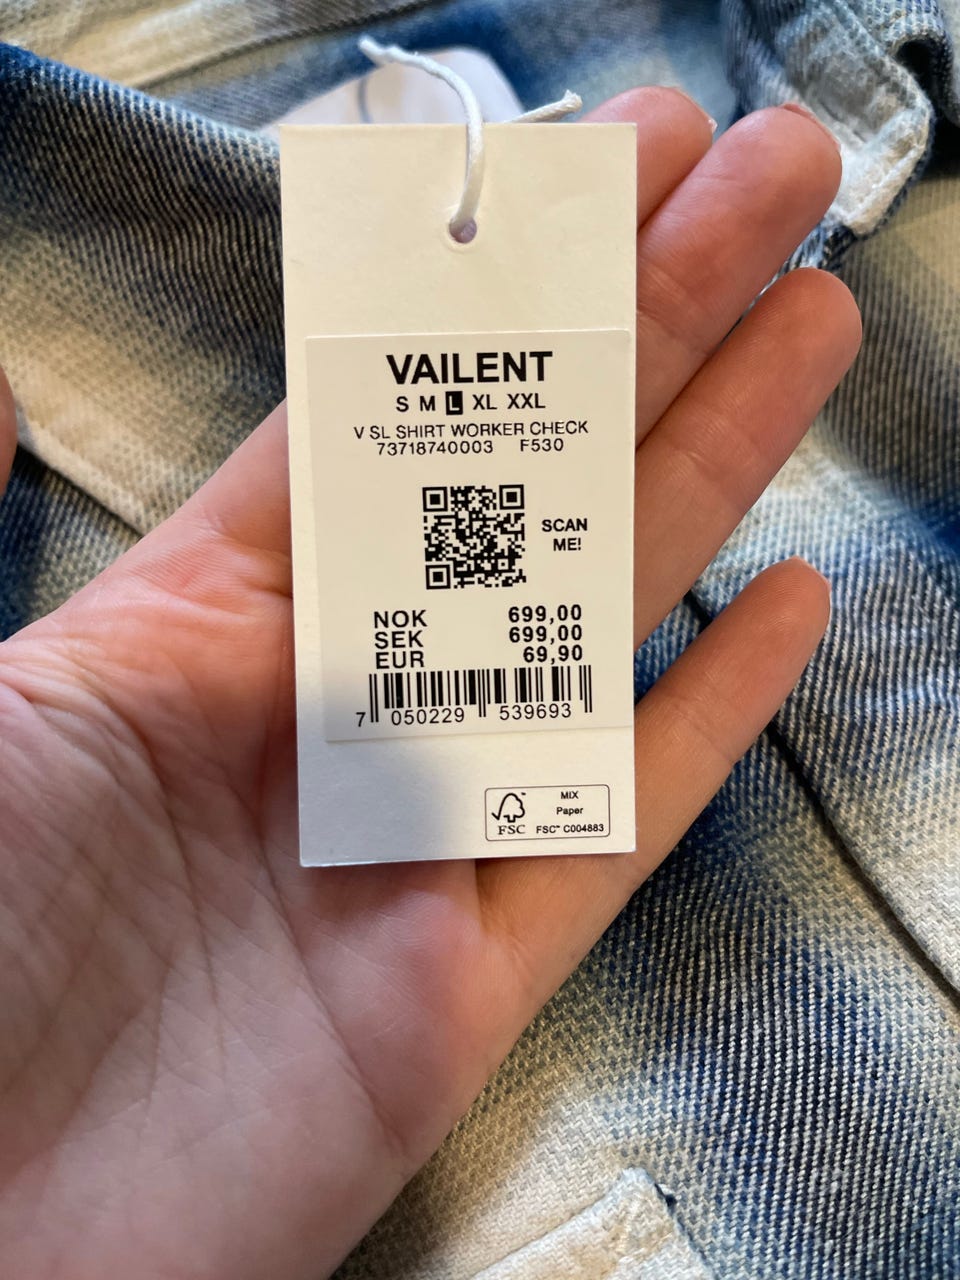 VAILENT
S M L XL XXL
V SL SHIRT WORKER CHECK
73718740003 F530
SCAN
ME!
NOK 699,00
SEK 699,00
EUR 69,90
7 050229 539693
MIX
Paper
FSC™ C004883
FSC